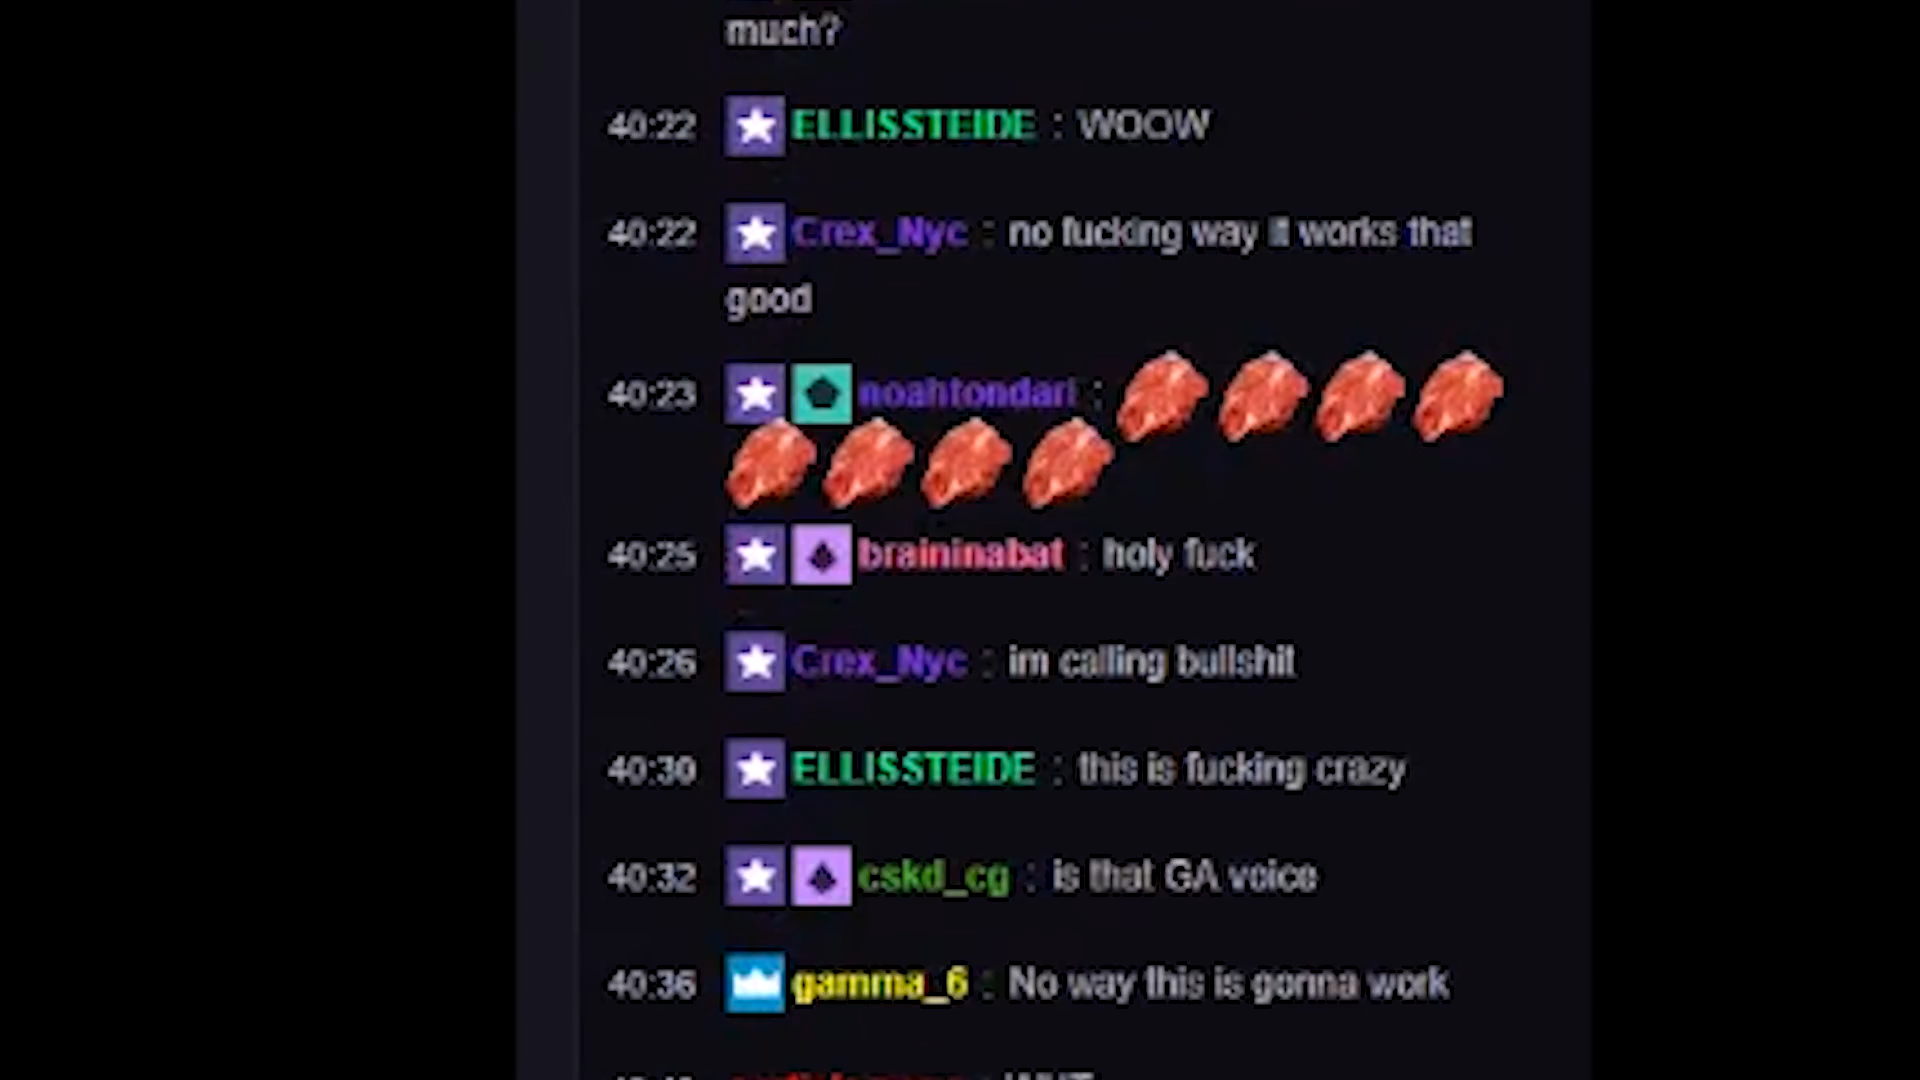 much?
40:22 ELLISSTEIDE : WOOW
40:22 Crex_Nyc : no fucking way it works that
good
40:23 noahtondari :
40:25 braininabat : holy fuck
40:26 Crex_Nyc : im calling bullshit
40:30 ELLISSTEIDE : this is fucking crazy
40:32 cskd_cg : is that GA voice
40:36 gamma_6 : No way this is gonna work